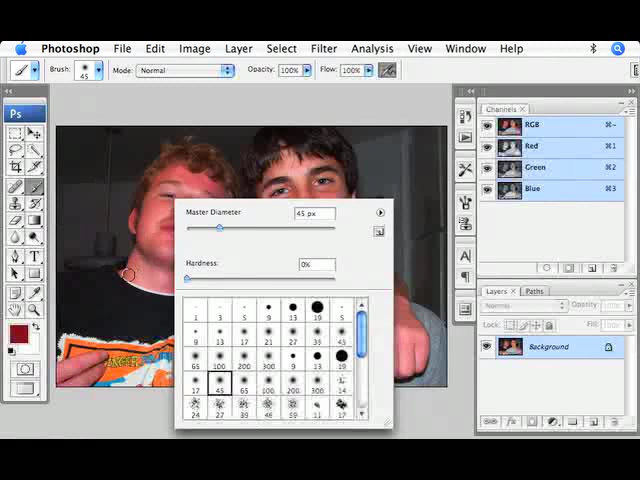 Photoshop File Edit Image Layer Select Filter Analysis View Window Help
Brush: 45 Mode: Normal Opacity: 100% Flow: 100%
Ps
Channels
RGB ⌘~
Red ⌘1
Green ⌘2
Blue ⌘3
Master Diameter 45 px
Hardness: 0%
1 3 5 9 13 19 5
9 13 17 21 27 35 45
65 100 200 300 9 13 19
17 45 65 100 200 300 14
24 27 39 46 59 11 17
Layers Paths
Normal Opacity: 100%
Lock: Fill: 100%
Background